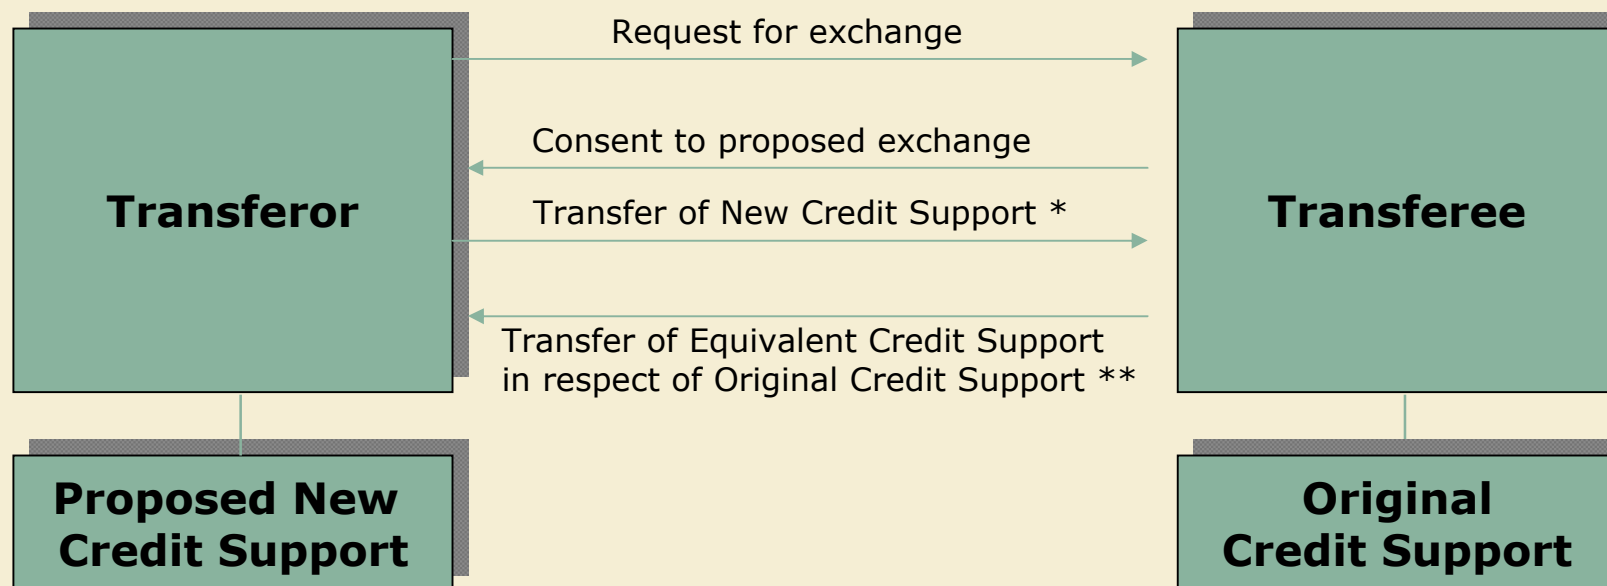 Request for exchange
Consent to proposed exchange
Transferor
Transfer of New Credit Support *
Transferee
Transfer of Equivalent Credit Support
in respect of Original Credit Support **
Proposed New
Credit Support
Original
Credit Support